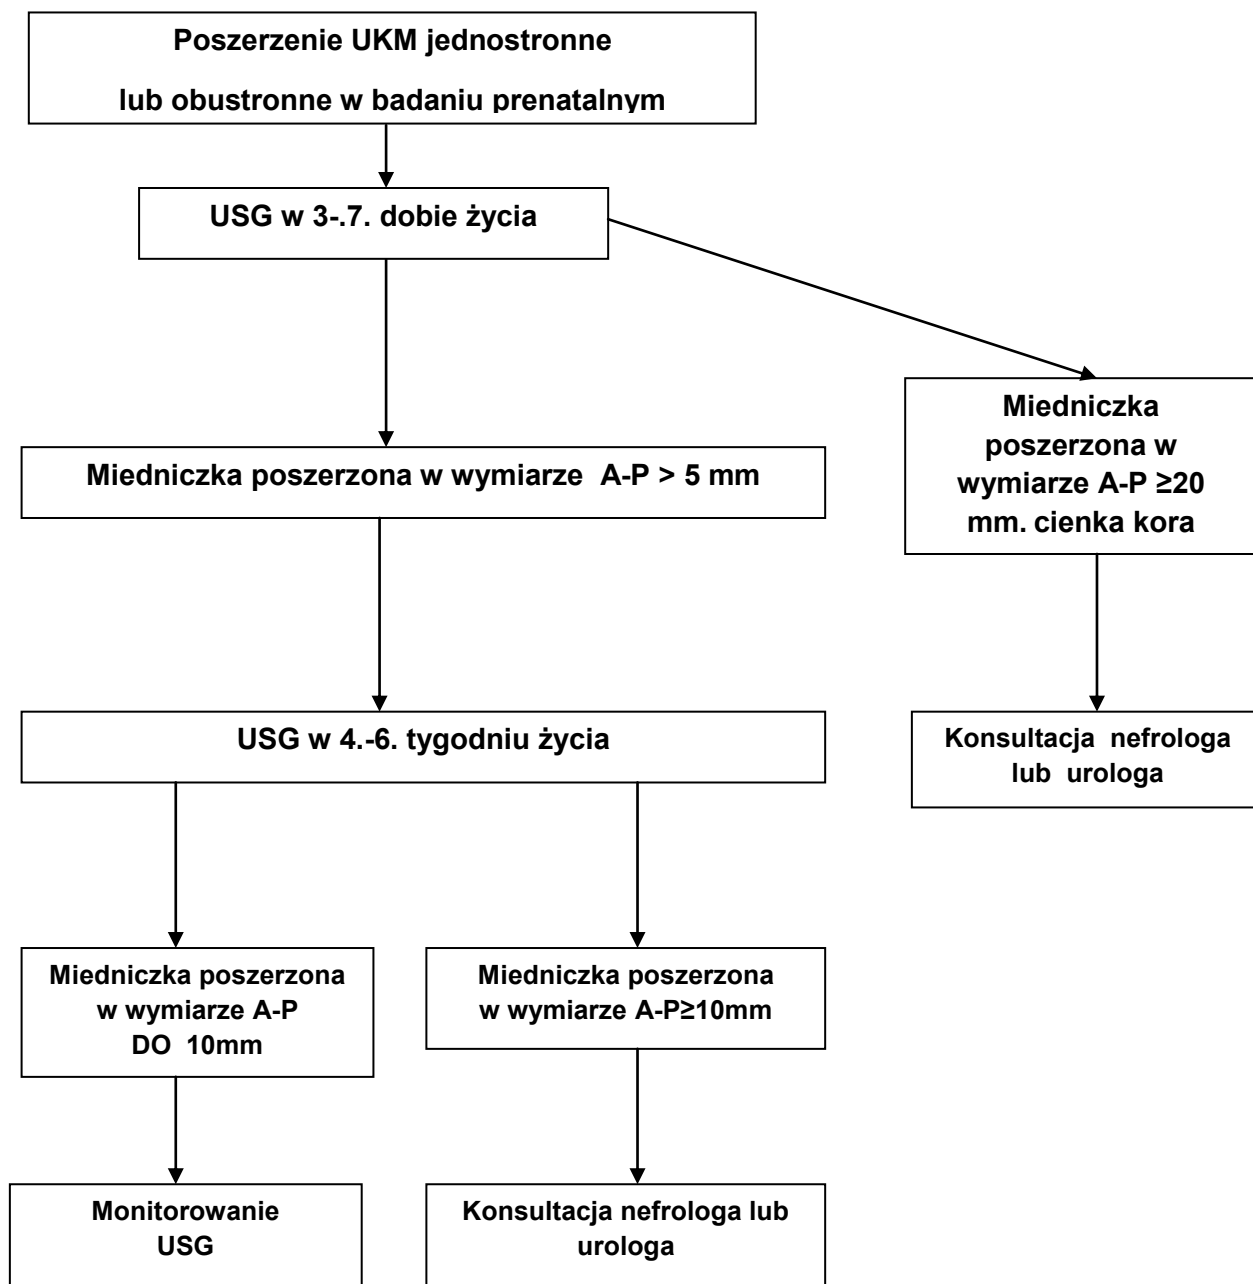 Poszerzenie UKM jednostronne
lub obustronne w badaniu prenatalnym
USG w 3-.7. dobie życia
Miedniczka
poszerzona w
wymiarze A-P ≥20
mm. cienka kora
Miedniczka poszerzona w wymiarze A-P > 5 mm
USG w 4.-6. tygodniu życia
Konsultacja nefrologa
lub urologa
Miedniczka poszerzona
w wymiarze A-P
DO 10mm
Miedniczka poszerzona
w wymiarze A-P≥10mm
Monitorowanie
USG
Konsultacja nefrologa lub
urologa